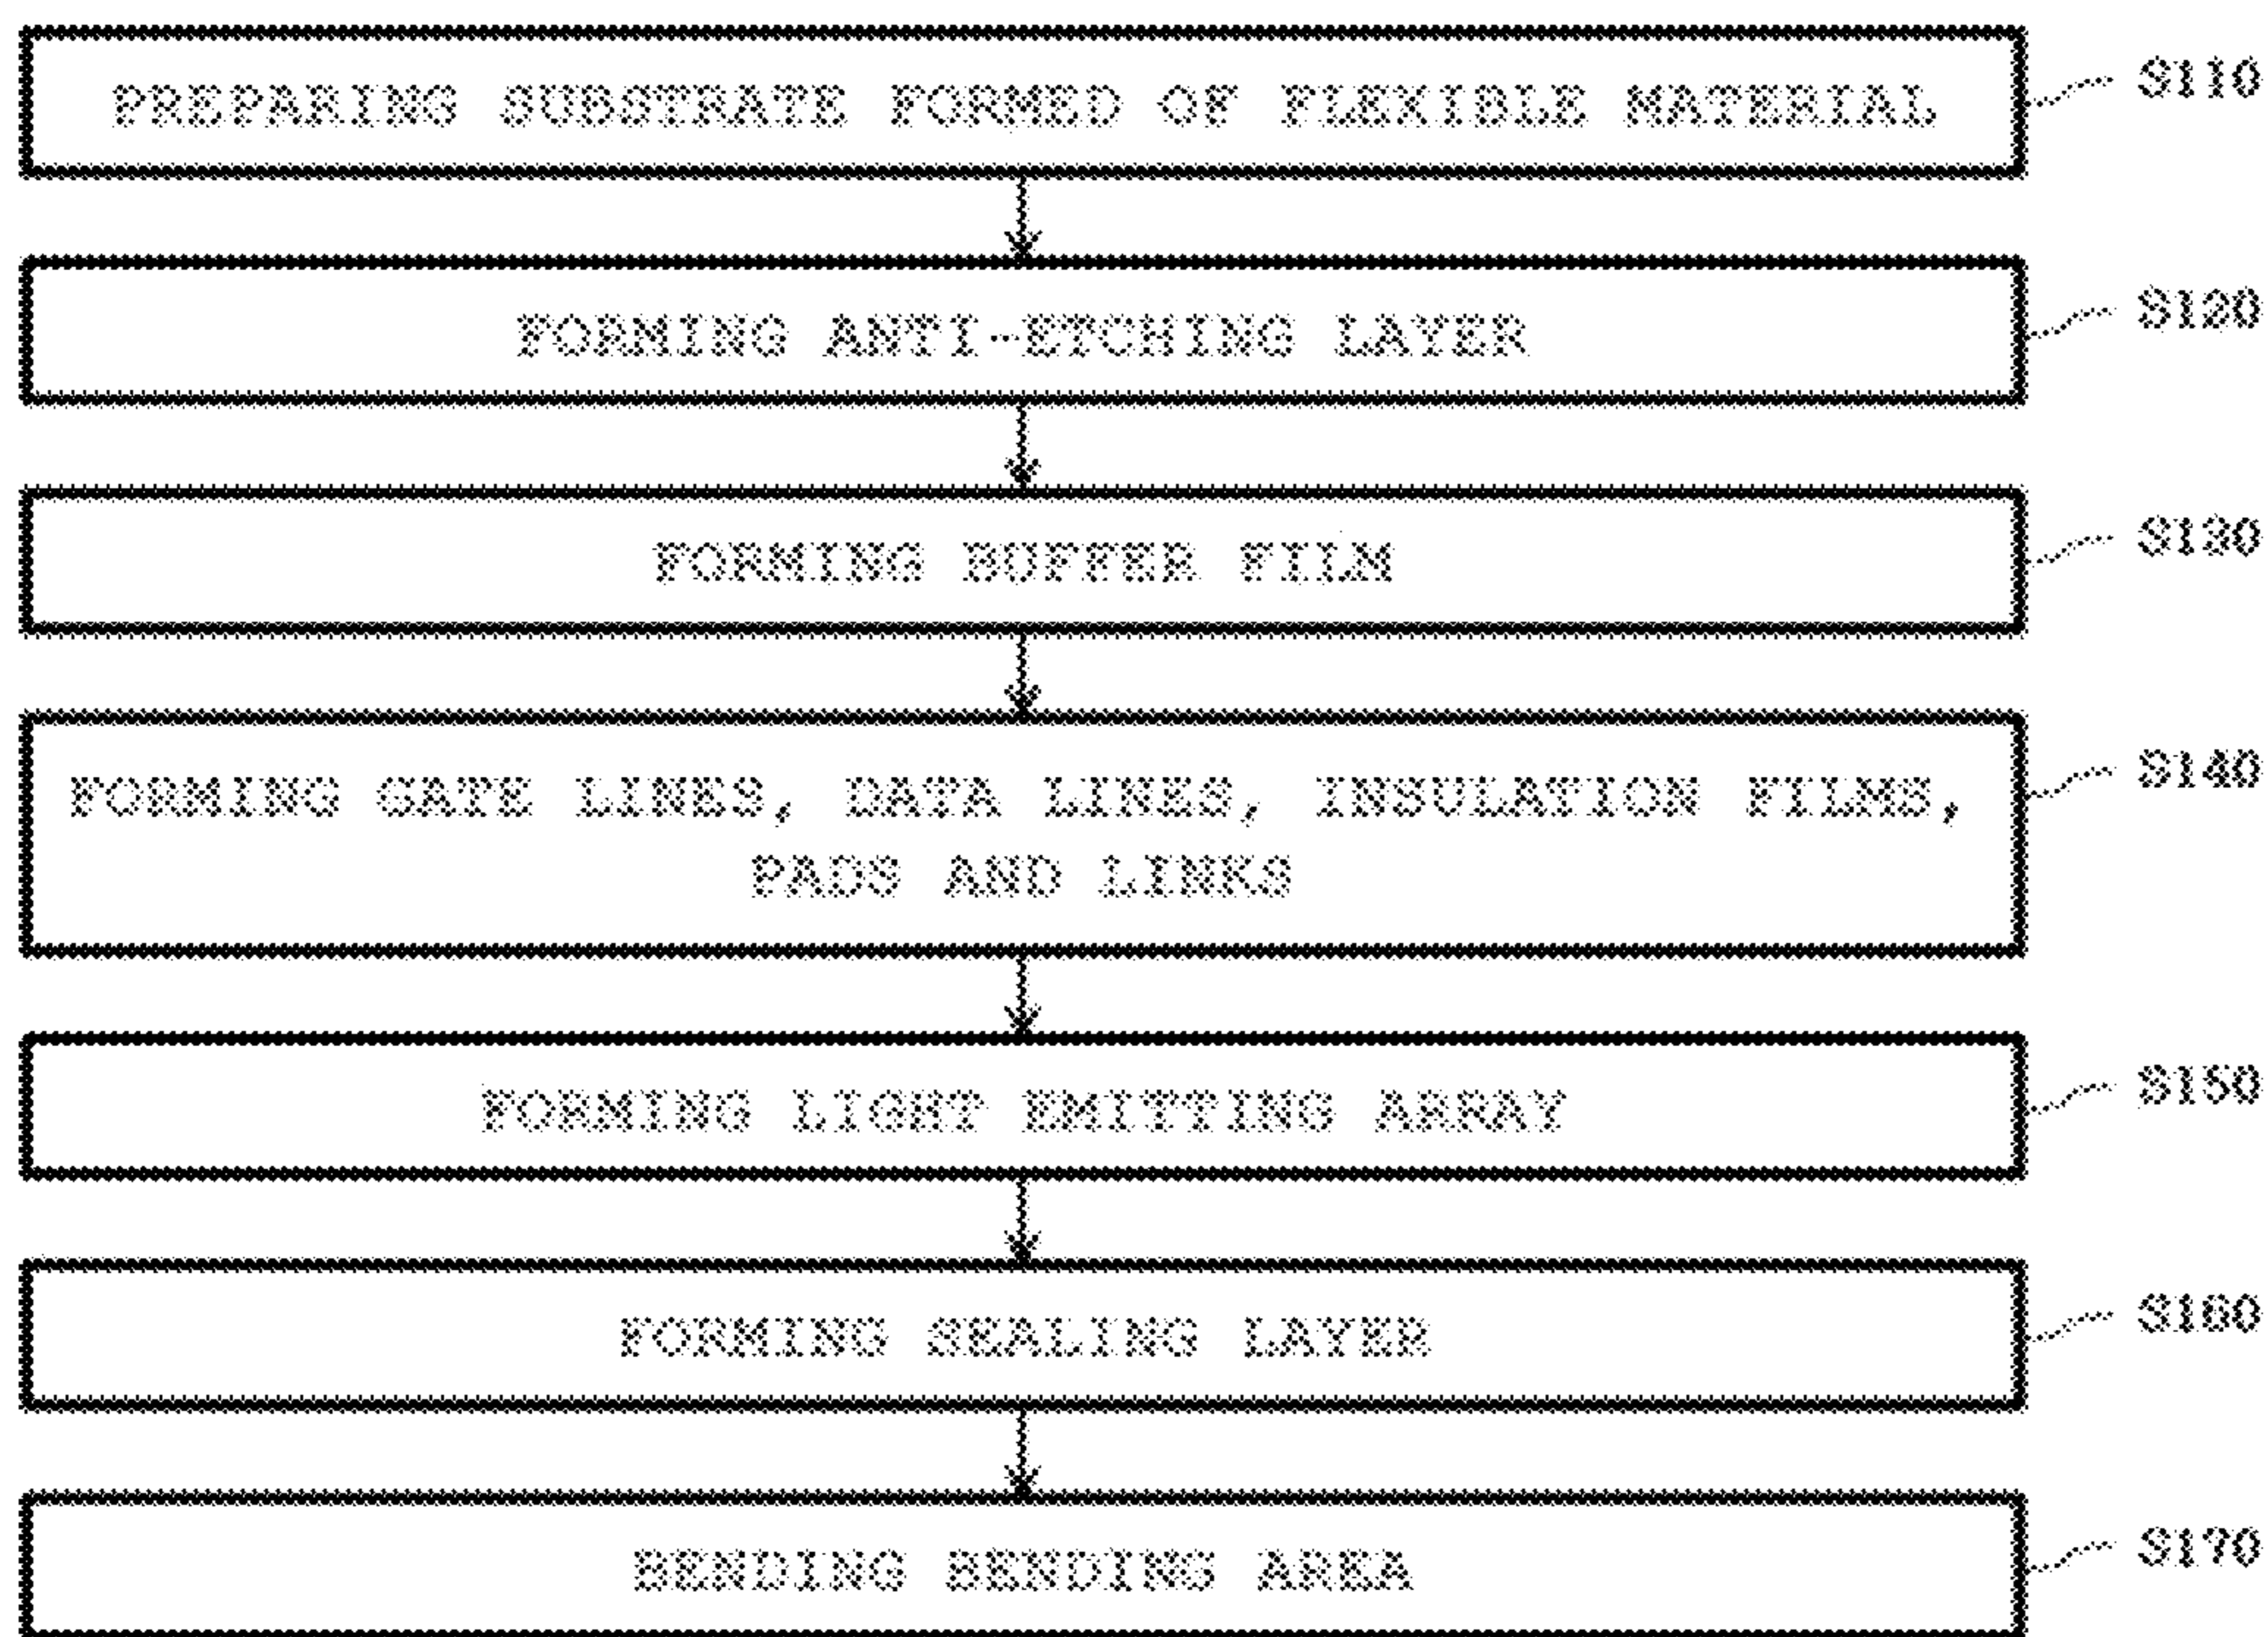 PREPARING SUBSTRATE FORMED OF FLEXIBLE MATERIAL S110
FORMING ANTI-ETCHING LAYER S120
FORMING BUFFER FILM S130
FORMING GATE LINES, DATA LINES, INSULATION FILMS, S140
PADS AND LINKS
FORMING LIGHT EMITTING ARRAY S150
FORMING SEALING LAYER S160
BENDING BENDING AREA S170